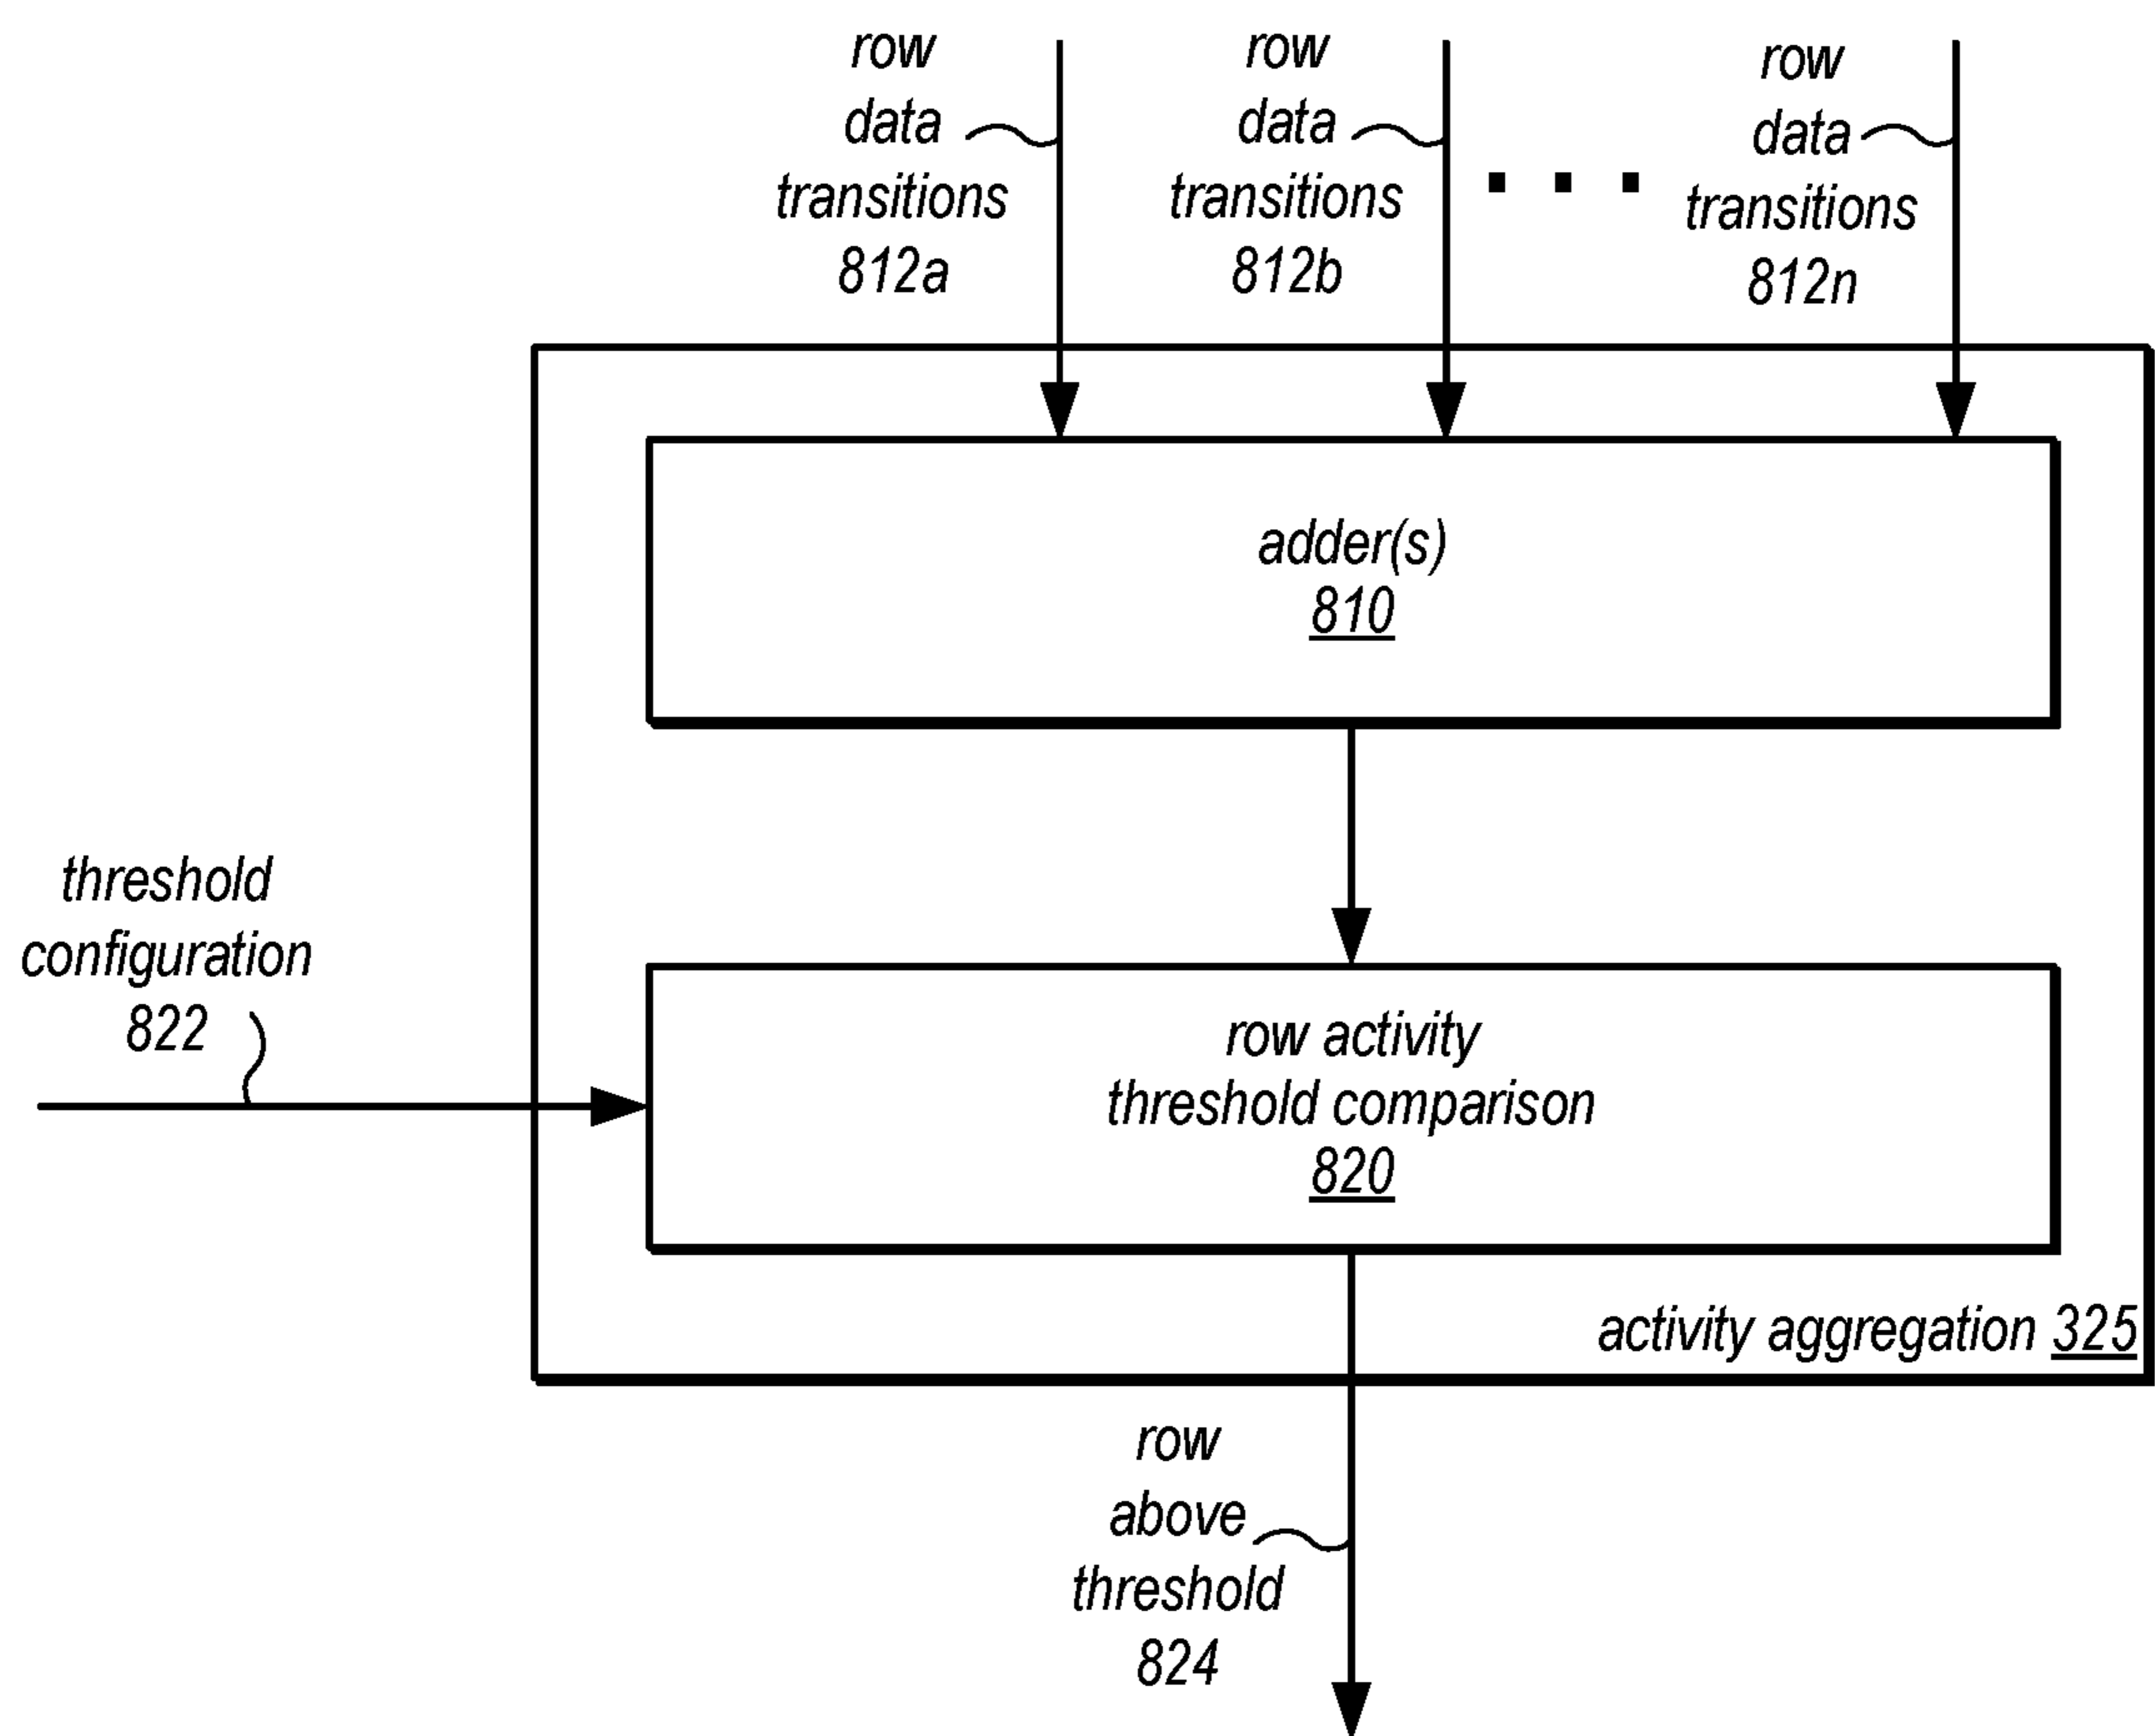 row
data
transitions
812a
row
data
transitions
812b
row
data
transitions
812n
adder(s)
810
threshold
configuration
822
row activity
threshold comparison
820
activity aggregation 325
row
above
threshold
824